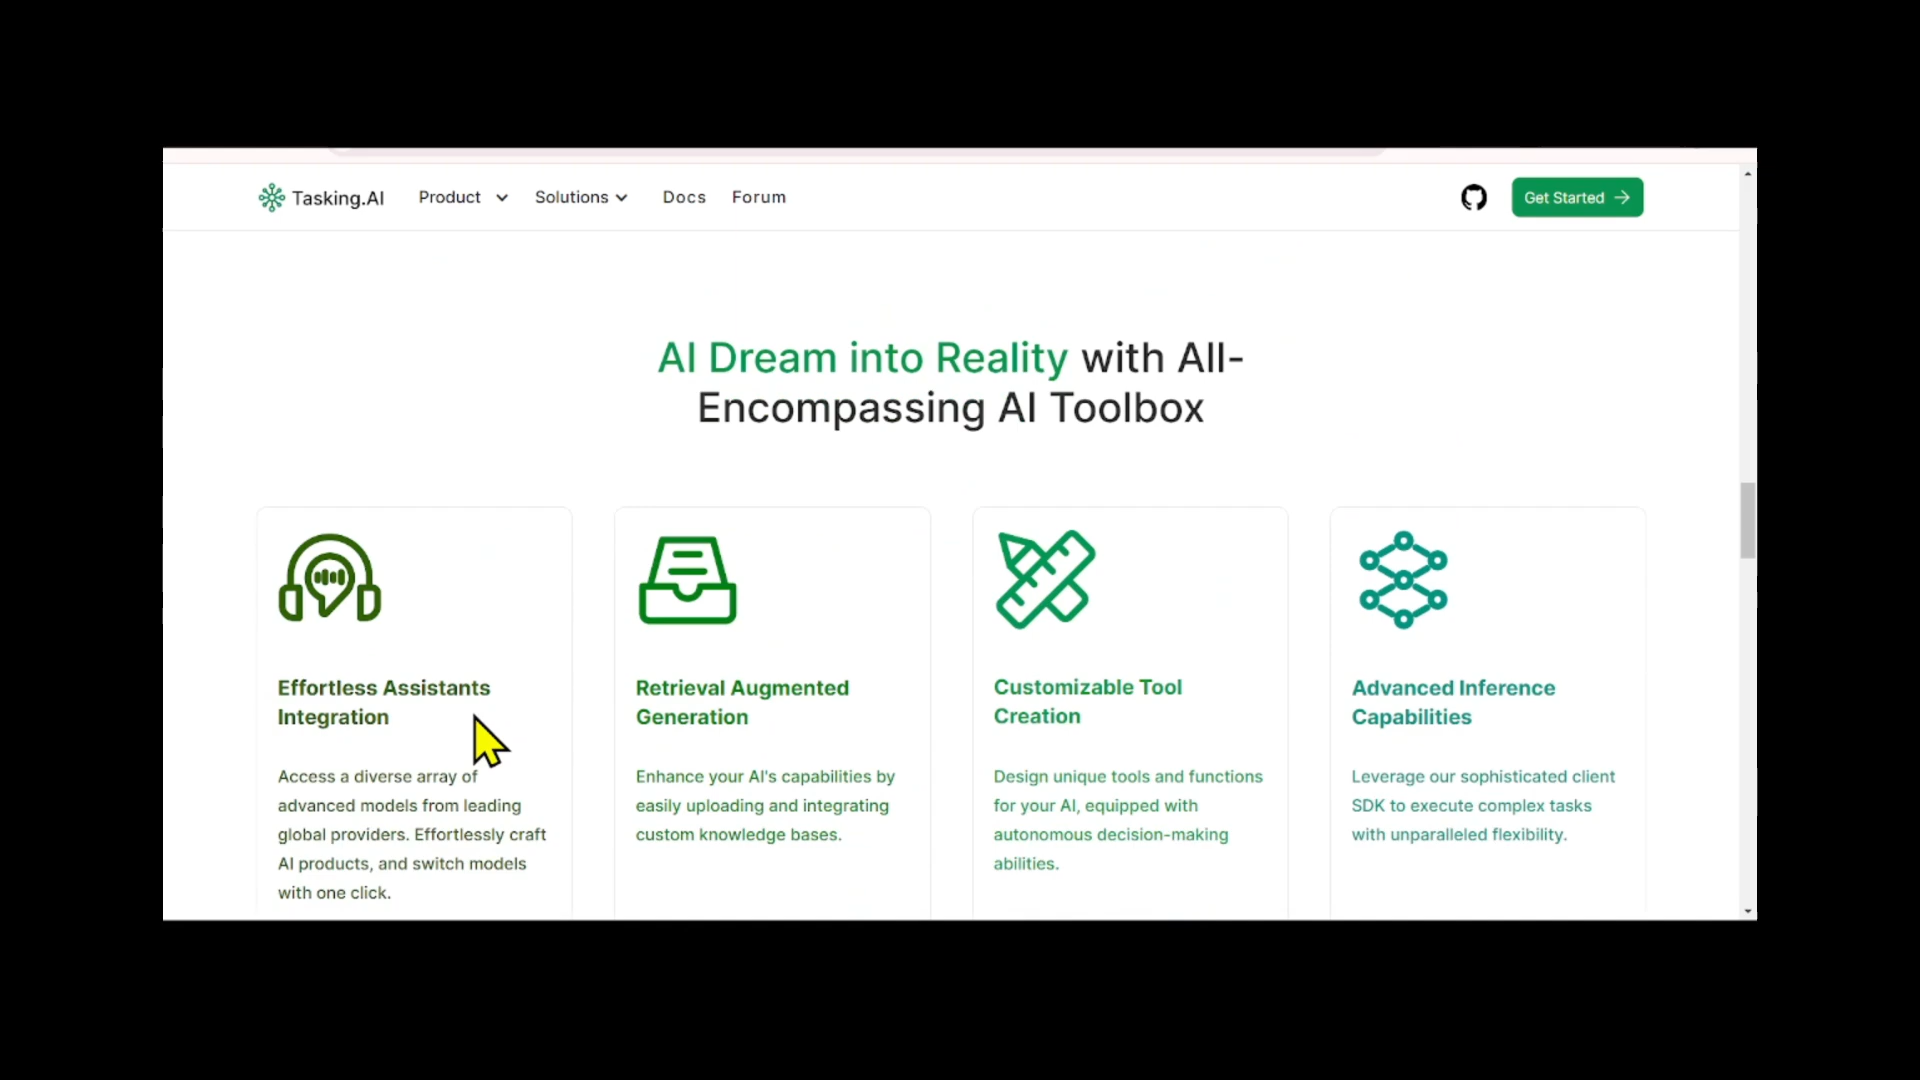 Tasking.AI Product Solutions Docs Forum Get Started
AI Dream into Reality with All-
Encompassing AI Toolbox
Effortless Assistants
Integration
Access a diverse array of
advanced models from leading
global providers. Effortlessly craft
AI products, and switch models
with one click.
Retrieval Augmented
Generation
Enhance your AI's capabilities by
easily uploading and integrating
custom knowledge bases.
Customizable Tool
Creation
Design unique tools and functions
for your AI, equipped with
autonomous decision-making
abilities.
Advanced Inference
Capabilities
Leverage our sophisticated client
SDK to execute complex tasks
with unparalleled flexibility.